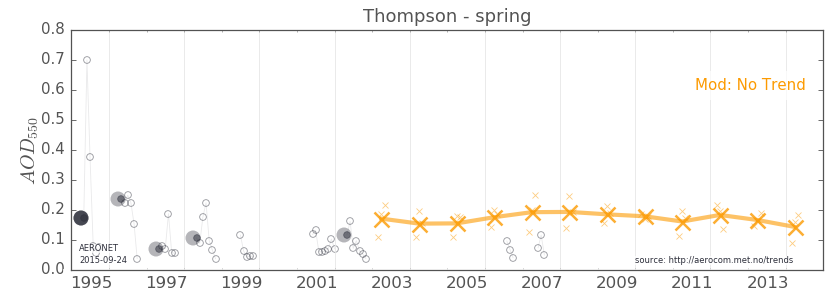 Thompson - spring
0.8
0.7
0.6
0.5
0.4
0.3
0.2
0.1
0.0
AOD550
Mod: No Trend
AERONET
2015-09-24
source: http://aerocom.met.no/trends
1995 1997 1999 2001 2003 2005 2007 2009 2011 2013